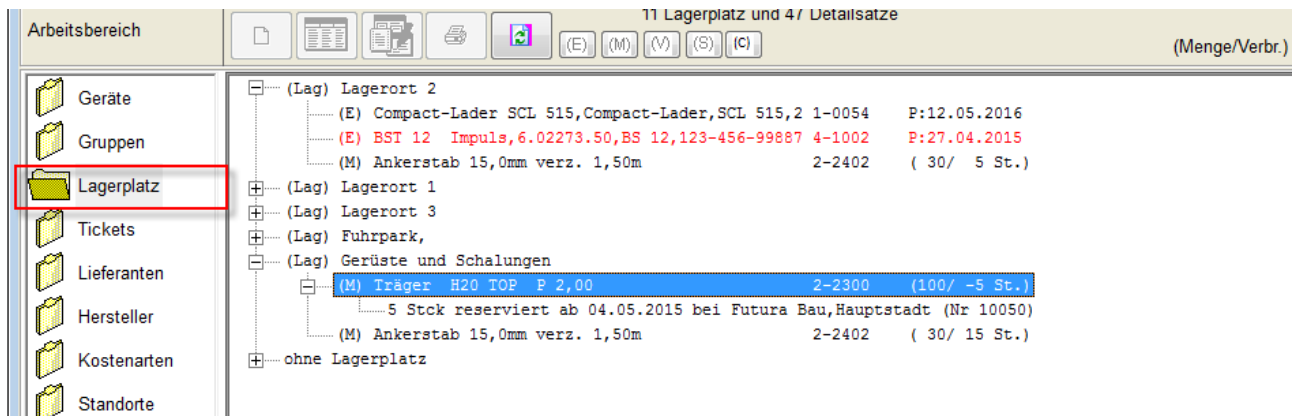 11 Lagerplatz und 47 Detailsätze
Arbeitsbereich
(E) (M) (V) (S) (C)
(Menge/Verbr.)
Geräte
Gruppen
Lagerplatz
Tickets
Lieferanten
Hersteller
Kostenarten
Standorte
(Lag) Lagerort 2
(E) Compact-Lader SCL 515,Compact-Lader,SCL 515,2 1-0054 P:12.05.2016
(E) BST 12 Impuls,6.02273.50,BS 12,123-456-99887 4-1002 P:27.04.2015
(M) Ankerstab 15,0mm verz. 1,50m 2-2402 ( 30/ 5 St.)
(Lag) Lagerort 1
(Lag) Lagerort 3
(Lag) Fuhrpark,
(Lag) Gerüste und Schalungen
(M) Träger H20 TOP P 2,00 2-2300 (100/ -5 St.)
5 Stck reserviert ab 04.05.2015 bei Futura Bau,Hauptstadt (Nr 10050)
(M) Ankerstab 15,0mm verz. 1,50m 2-2402 ( 30/ 15 St.)
ohne Lagerplatz